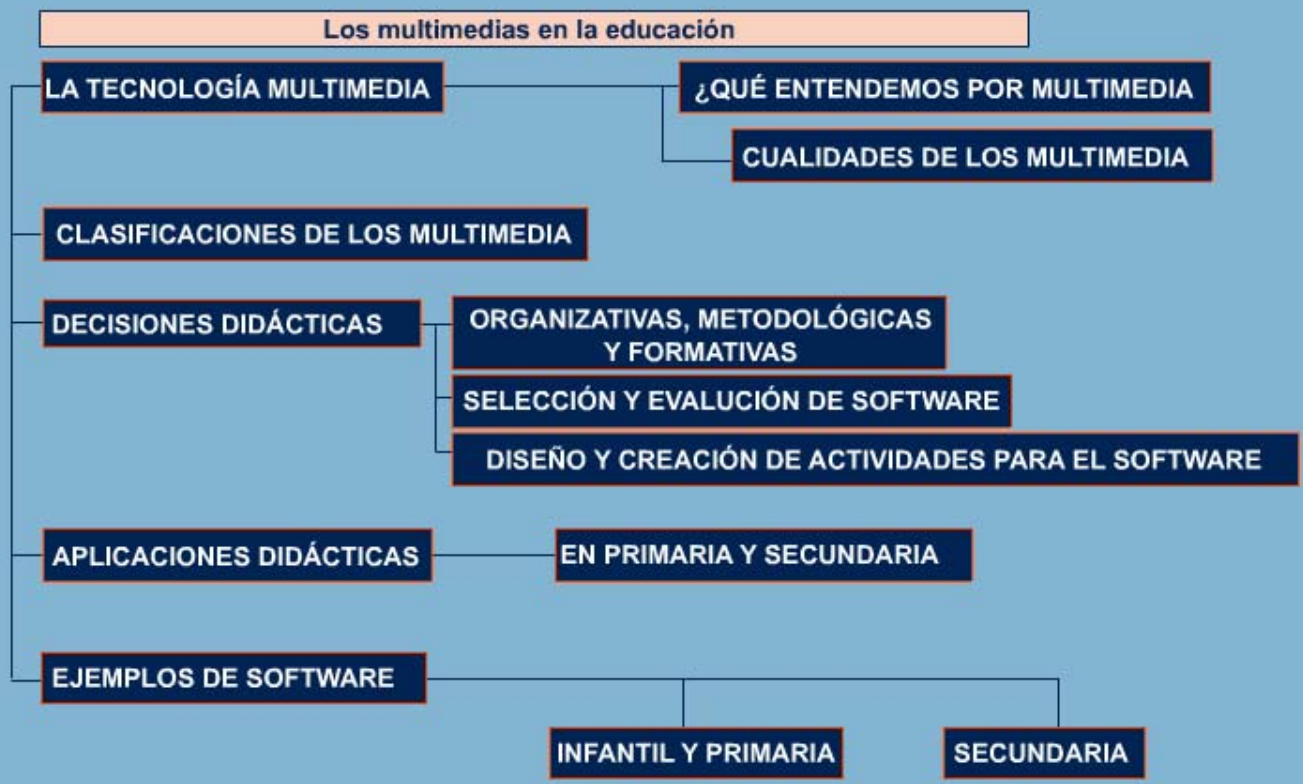 Los multimedias en la educación
LA TECNOLOGÍA MULTIMEDIA
¿QUÉ ENTENDEMOS POR MULTIMEDIA
CUALIDADES DE LOS MULTIMEDIA
CLASIFICACIONES DE LOS MULTIMEDIA
DECISIONES DIDÁCTICAS
ORGANIZATIVAS, METODOLÓGICAS
Y FORMATIVAS
SELECCIÓN Y EVALUCIÓN DE SOFTWARE
DISEÑO Y CREACIÓN DE ACTIVIDADES PARA EL SOFTWARE
APLICACIONES DIDÁCTICAS
EN PRIMARIA Y SECUNDARIA
EJEMPLOS DE SOFTWARE
INFANTIL Y PRIMARIA
SECUNDARIA